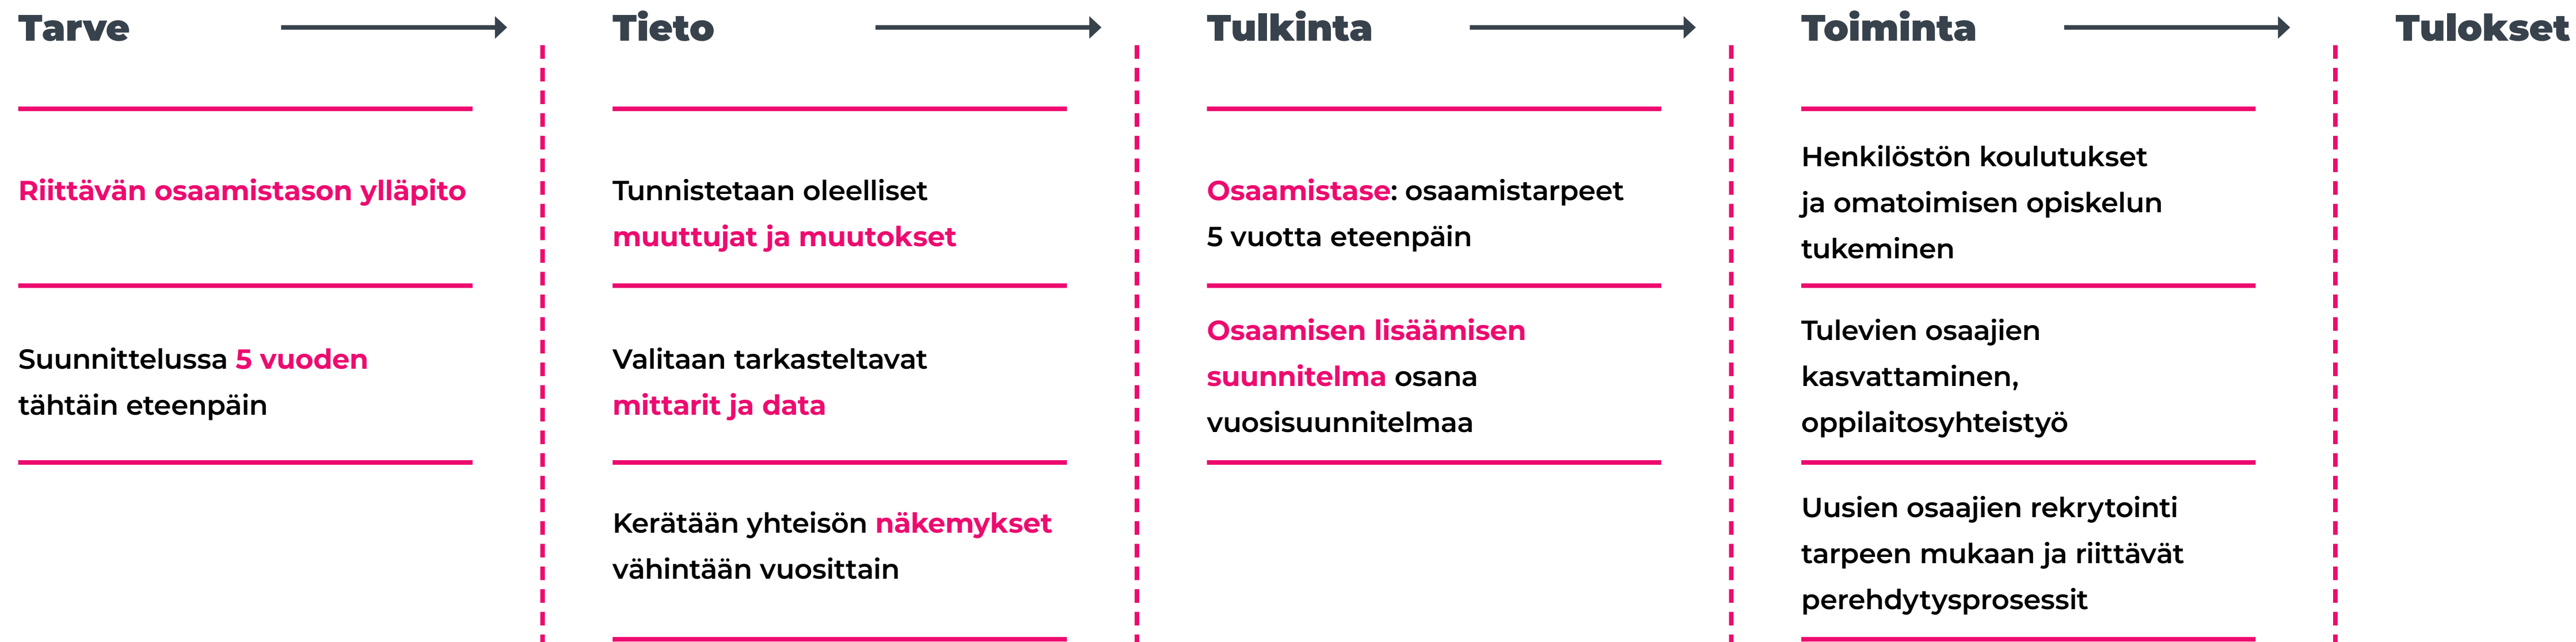 Tarve
Tieto
Tulkinta
Toiminta
Tulokset
Riittävän osaamistason ylläpito
Suunnittelussa 5 vuoden
tähtäin eteenpäin
Tunnistetaan oleelliset
muuttujat ja muutokset
Valitaan tarkasteltavat
mittarit ja data
Kerätään yhteisön näkemykset
vähintään vuosittain
Osaamistase: osaamistarpeet
5 vuotta eteenpäin
Osaamisen lisäämisen
suunnitelma osana
vuosisuunnitelmaa
Henkilöstön koulutukset
ja omatoimisen opiskelun
tukeminen
Tulevien osaajien
kasvattaminen,
oppilaitosyhteistyö
Uusien osaajien rekrytointi
tarpeen mukaan ja riittävät
perehdytysprosessit